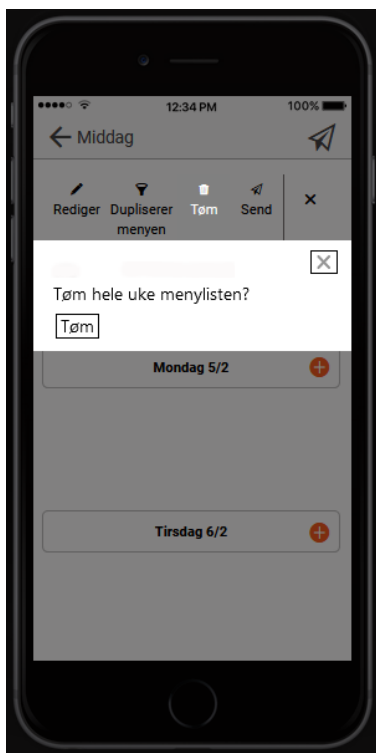 12:34 PM 100%
Middag
Rediger Dupliserer menyen Tøm Send
Tøm hele uke menylisten?
Tøm
Mondag 5/2
Tirsdag 6/2